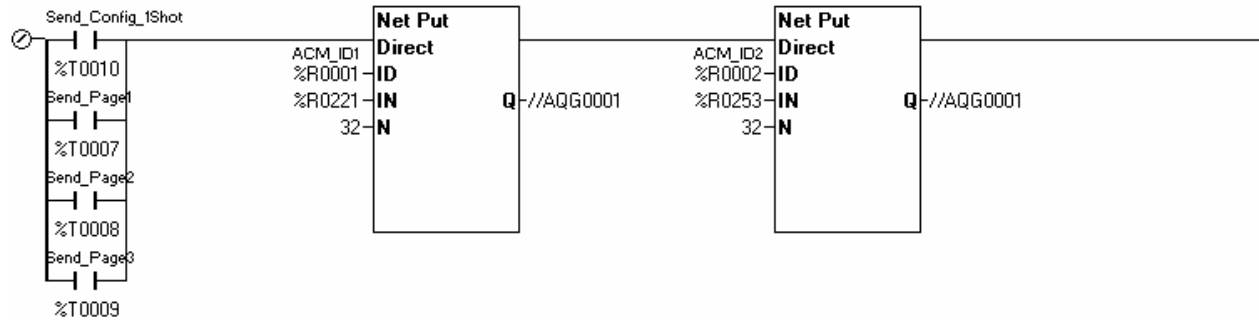 Send_Config_1Shot
%T0010
Send_Page1
%T0007
Send_Page2
%T0008
Send_Page3
%T0009
Net Put
Direct
ACM_ID1
%R0001 ID
%R0221 IN Q //AQG0001
32 N
Net Put
Direct
ACM_ID2
%R0002 ID
%R0253 IN Q //AQG0001
32 N